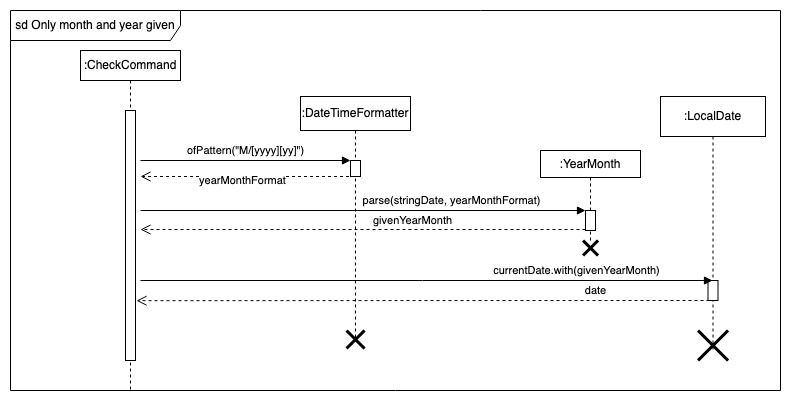 sd Only month and year given
:CheckCommand
:DateTimeFormatter
:LocalDate
:YearMonth
ofPattern("M/[yyyy][yy]")
yearMonthFormat
parse(stringDate, yearMonthFormat)
givenYearMonth
currentDate.with(givenYearMonth)
date